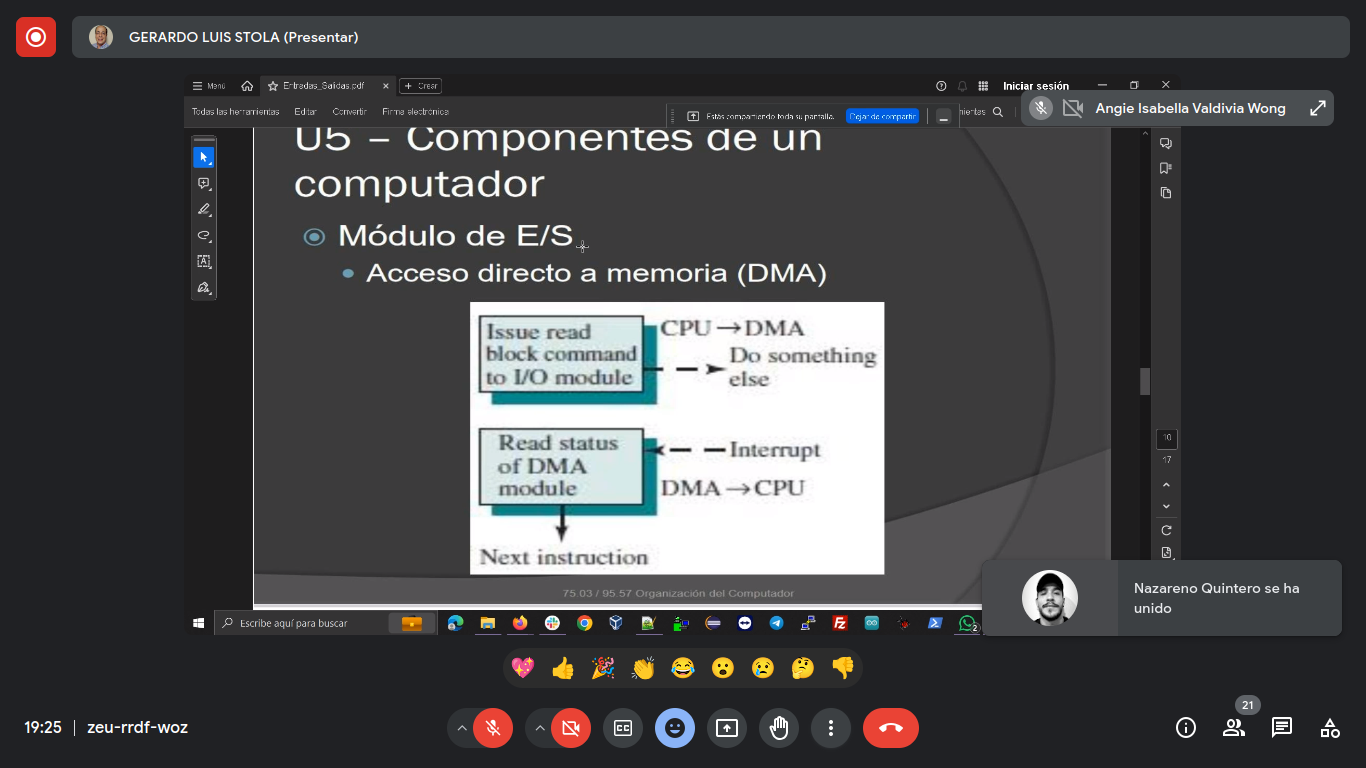 GERARDO LUIS STOLA (Presentar)
Menú
Entradas_Salidas.pdf
Crear
Iniciar sesión
Todas las herramientas
Editar
Convertir
Firma electrónica
Estás compartiendo toda su pantalla.
Dejar de compartir
Angie Isabella Valdivia Wong
U5 – Componentes de un
computador
Módulo de E/S
Acceso directo a memoria (DMA)
Issue read
block command
to I/O module
CPU → DMA
Do something
else
Read status
of DMA
module
Interrupt
DMA → CPU
Next instruction
75.03 / 95.57 Organización del Computador
10
17
Nazareno Quintero se ha
unido
Escribe aquí para buscar
2
19:25
zeu-rrdf-woz
21